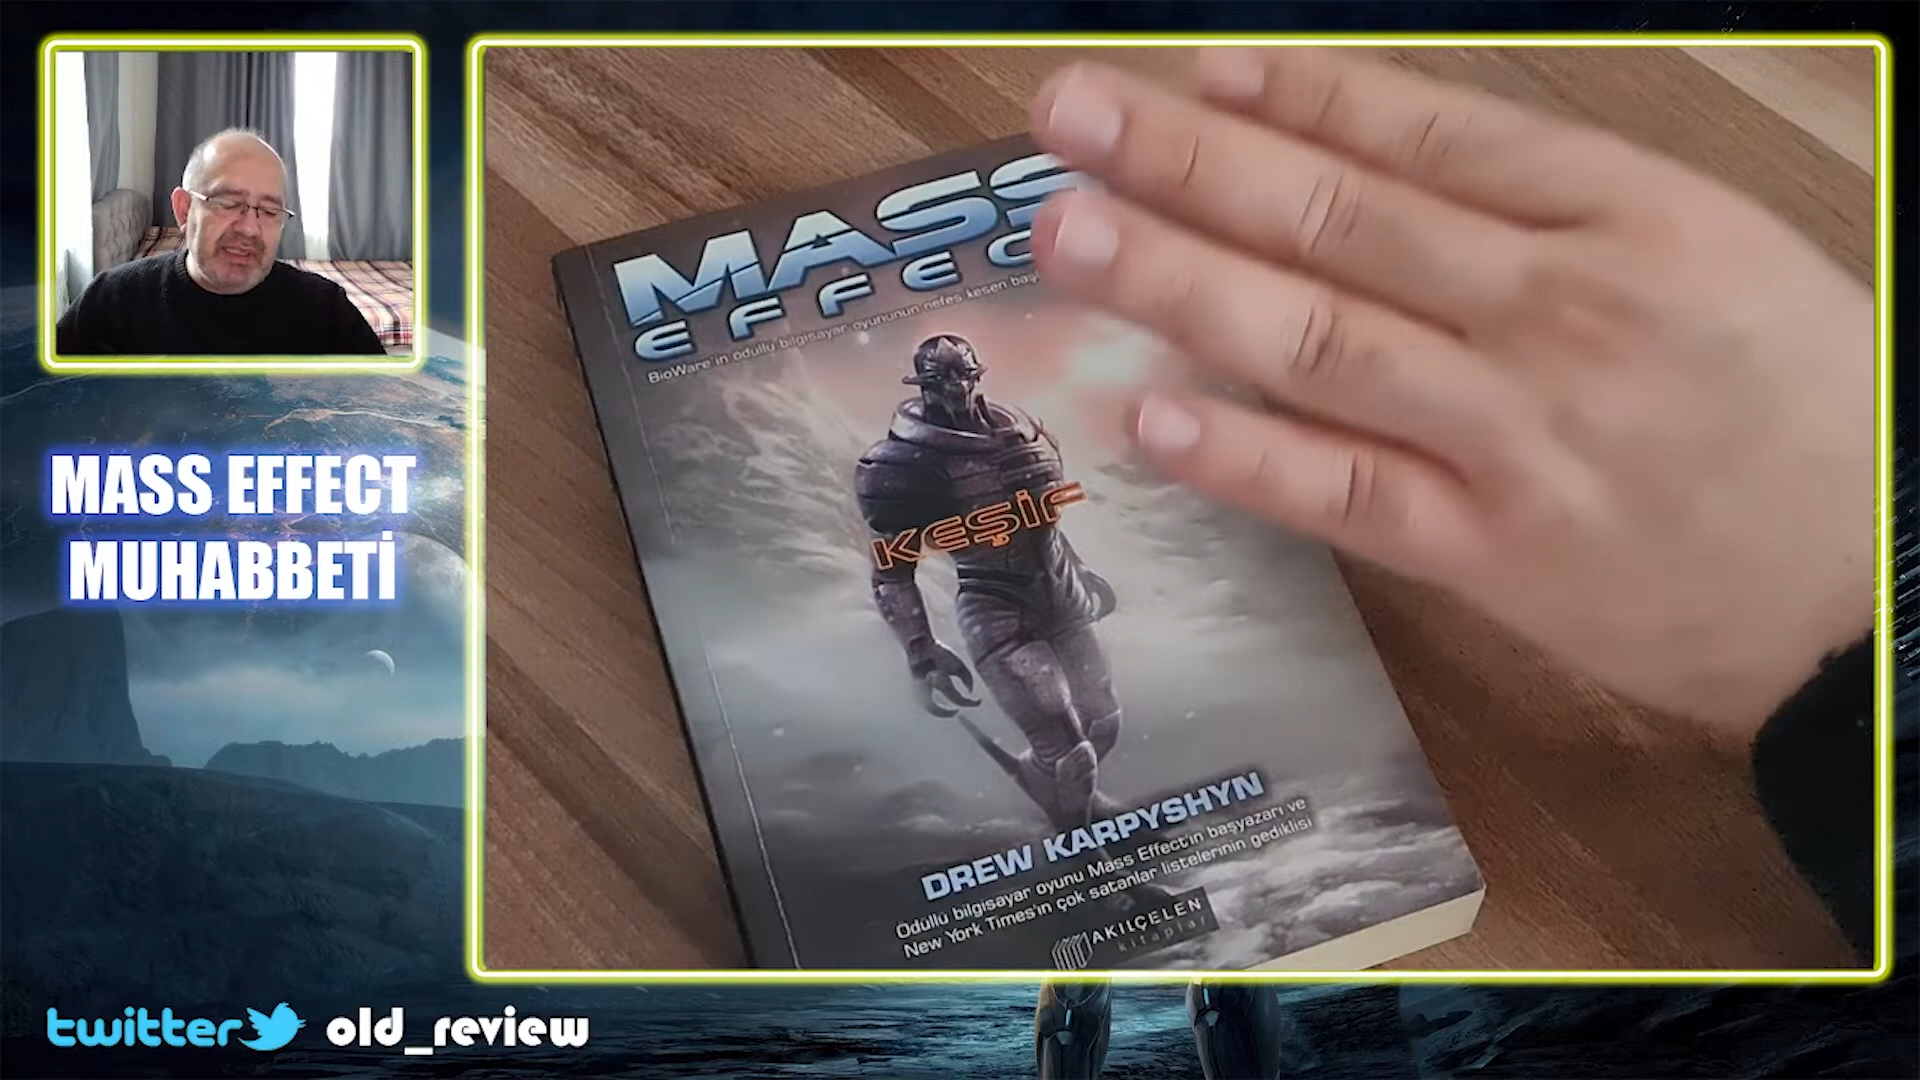 MASS EFFECT
MUHABBETİ
MASS
EFFEC
BioWare'in ödüllü bilgisayar oyununun nefes kesen baş
KEŞİF
DREW KARPYSHYN
Ödüllü bilgisayar oyunu Mass Effect'in başyazarı ve
New York Times'ın çok satanlar listelerinin gediklisi
AKILÇELEN
kitaplar
twitter old_review